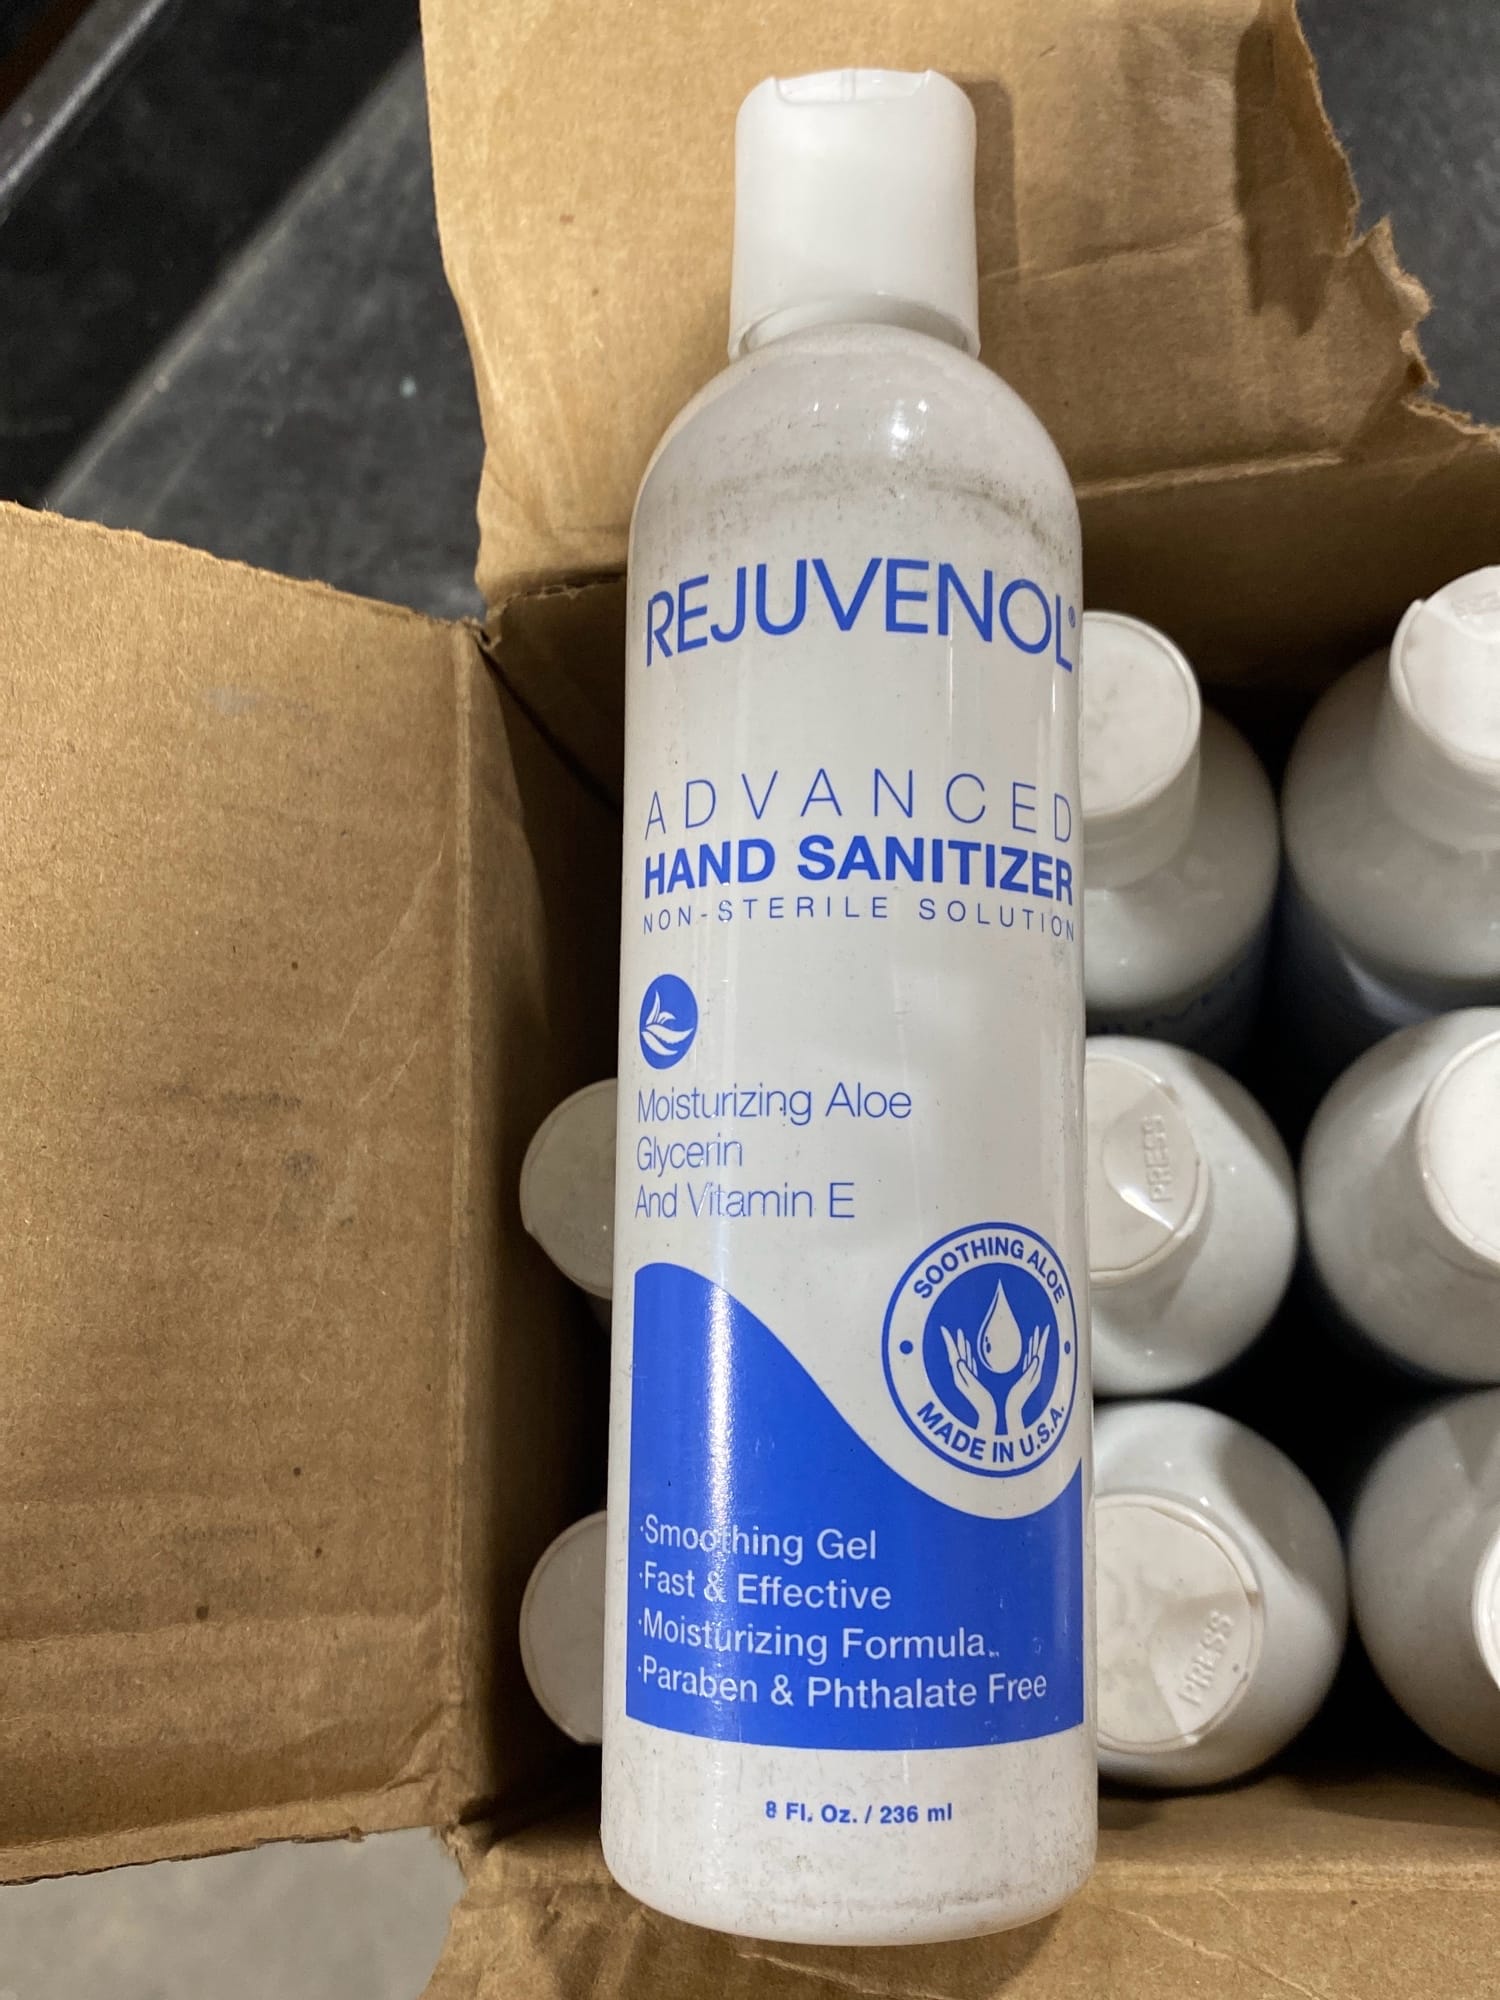 REJUVENOL®
ADVANCED
HAND SANITIZER
NON-STERILE SOLUTION
Moisturizing Aloe
Glycerin
And Vitamin E
SOOTHING ALOE
MADE IN U.S.A.
·Smoothing Gel
·Fast & Effective
·Moisturizing Formula
·Paraben & Phthalate Free
8 Fl. Oz. / 236 ml
PRESS
PRESS